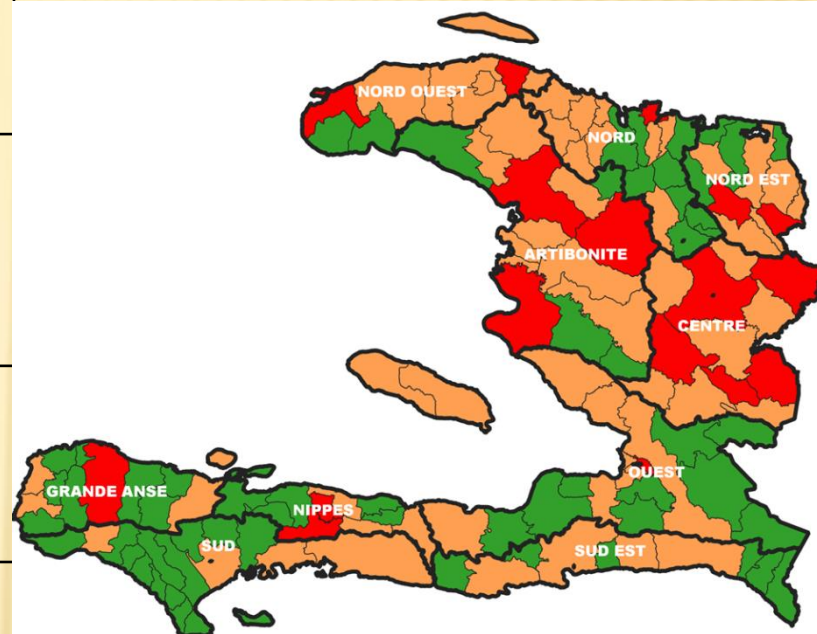 NORD OUEST
NORD
NORD EST
ARTIBONITE
CENTRE
OUEST
GRANDE ANSE
NIPPES
SUD
SUD EST